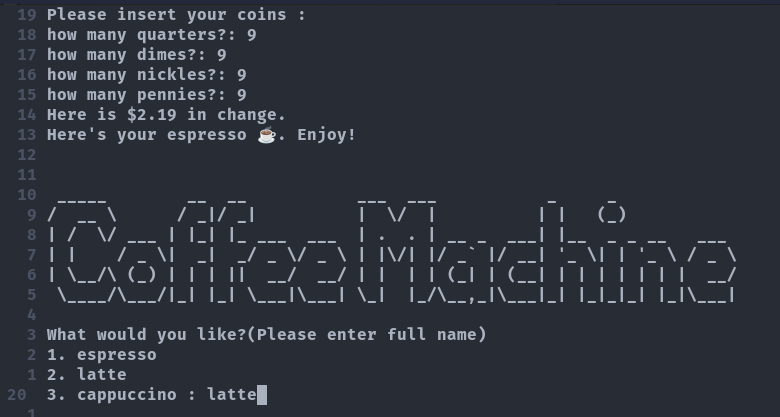 19 Please insert your coins :
18 how many quarters?: 9
17 how many dimes?: 9
16 how many nickles?: 9
15 how many pennies?: 9
14 Here is $2.19 in change.
13 Here's your espresso ☕. Enjoy!
12
11
10
9
8
7
6
5
Coffee Machine
4
3 What would you like?(Please enter full name)
2 1. espresso
1 2. latte
20 3. cappuccino : latte
1